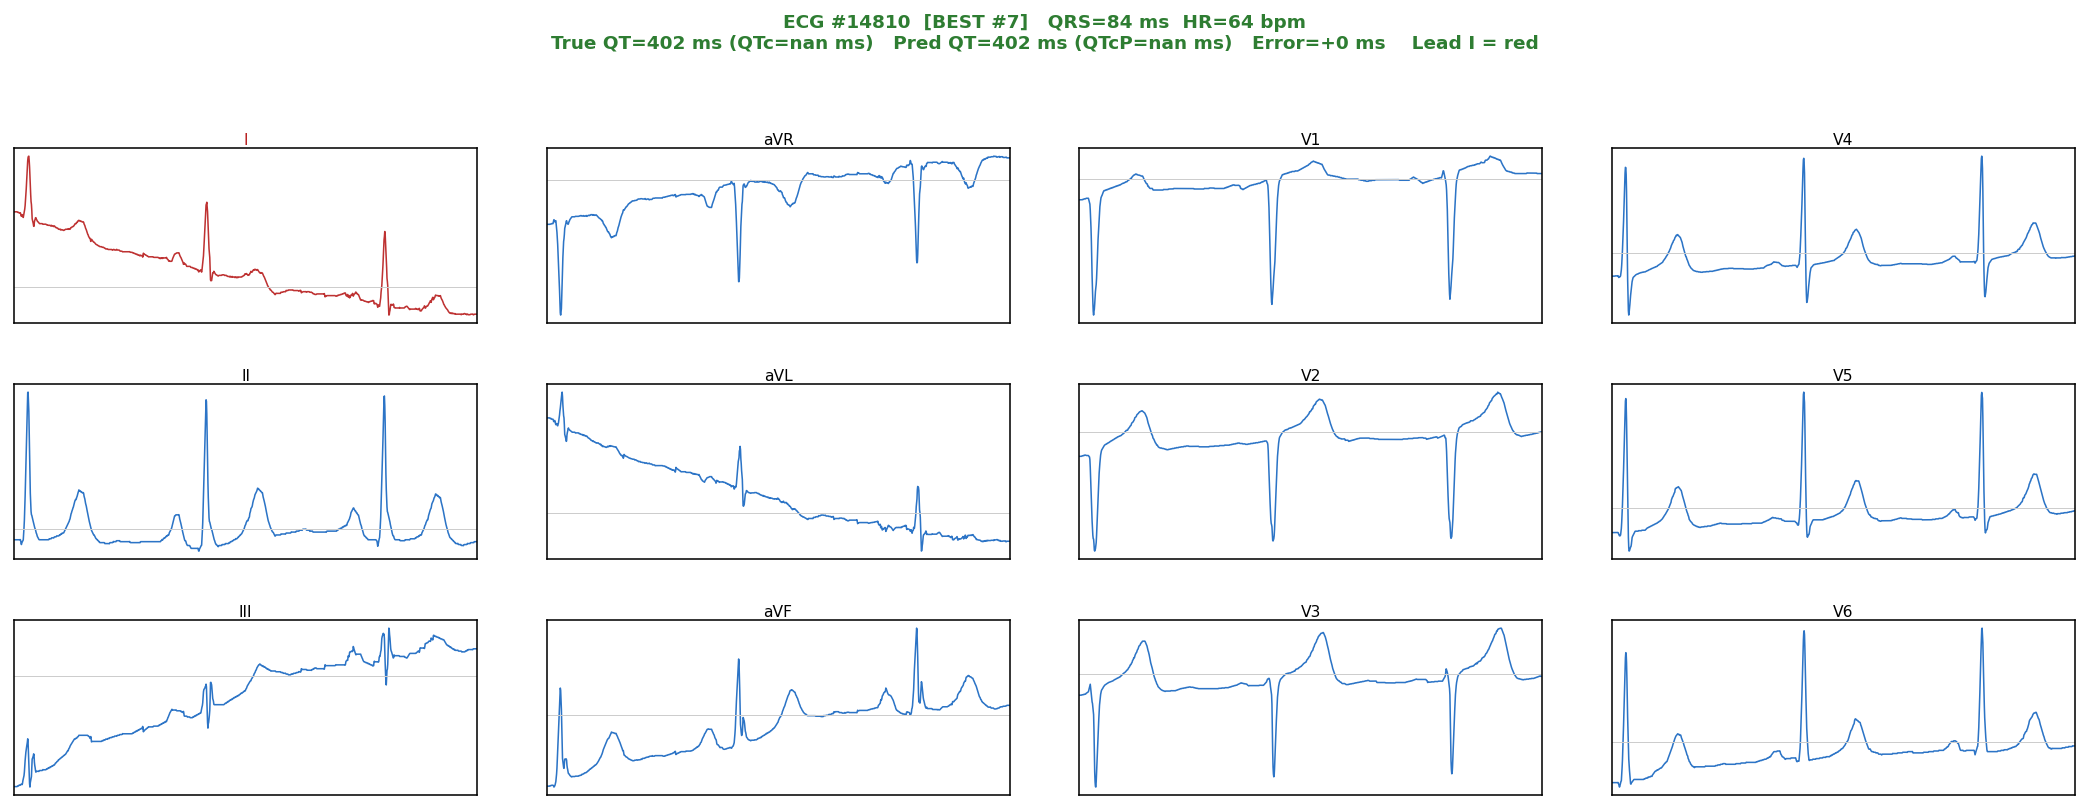 ECG #14810  [BEST #7]   QRS=84 ms  HR=64 bpm
True QT=402 ms (QTc=nan ms)   Pred QT=402 ms (QTcP=nan ms)   Error=+0 ms    Lead I = red
I
aVR
V1
V4
II
aVL
V2
V5
III
aVF
V3
V6